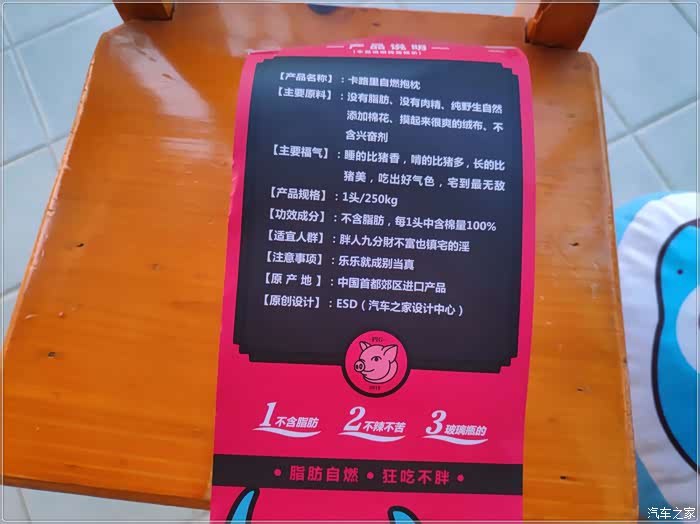 产品说明
【产品名称】：卡路里自燃抱枕
【主要原料】：没有脂肪、没有肉精、纯野生自然
添加棉花、摸起来很爽的绒布、不
含兴奋剂
【主要福气】：睡的比猪香，啃的比猪多，长的比
猪美，吃出好气色，宅到最无敌
【产品规格】：1头/250kg
【功效成分】：不含脂肪，每1头中含棉量100%
【适宜人群】：胖人九分财不富也镇宅的淫
【注意事项】：乐乐就成别当真
【原 产 地 】：中国首都郊区进口产品
【原创设计】：ESD（汽车之家设计中心）
PIG
2019
1不含脂肪 2不辣不苦 3玻璃瓶的
• 脂肪自燃 • 狂吃不胖 •
汽车之家